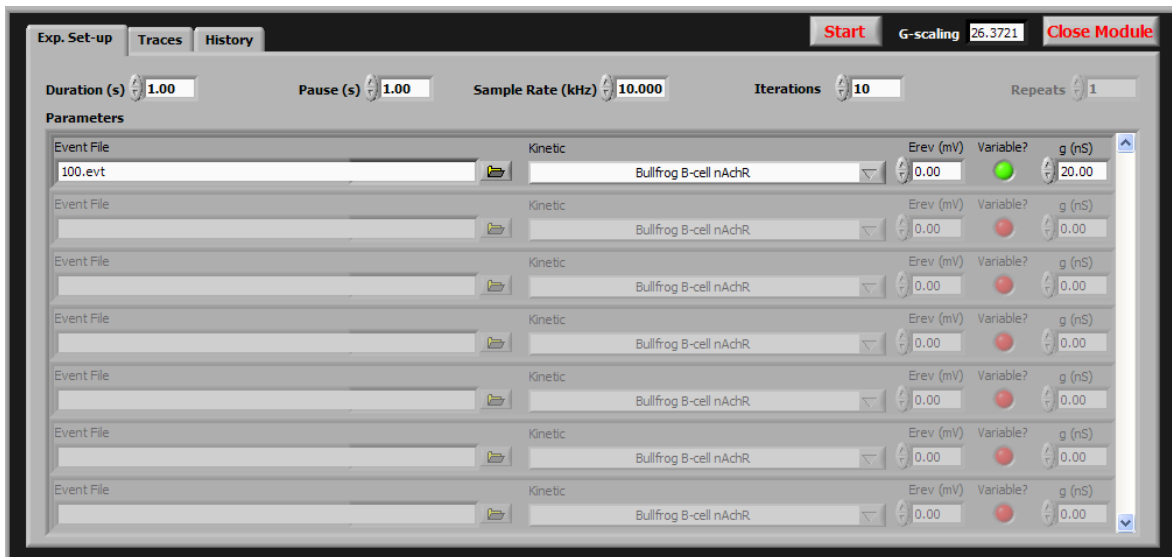 Exp. Set-up Traces History Start G-scaling 26.3721 Close Module
Duration (s) 1.00 Pause (s) 1.00 Sample Rate (kHz) 10.000 Iterations 10 Repeats 1
Parameters
Event File Kinetic Erev (mV) Variable? g (nS)
100.evt Bullfrog B-cell nAchR 0.00 20.00
Event File Kinetic Erev (mV) Variable? g (nS)
Bullfrog B-cell nAchR 0.00 0.00
Event File Kinetic Erev (mV) Variable? g (nS)
Bullfrog B-cell nAchR 0.00 0.00
Event File Kinetic Erev (mV) Variable? g (nS)
Bullfrog B-cell nAchR 0.00 0.00
Event File Kinetic Erev (mV) Variable? g (nS)
Bullfrog B-cell nAchR 0.00 0.00
Event File Kinetic Erev (mV) Variable? g (nS)
Bullfrog B-cell nAchR 0.00 0.00
Event File Kinetic Erev (mV) Variable? g (nS)
Bullfrog B-cell nAchR 0.00 0.00